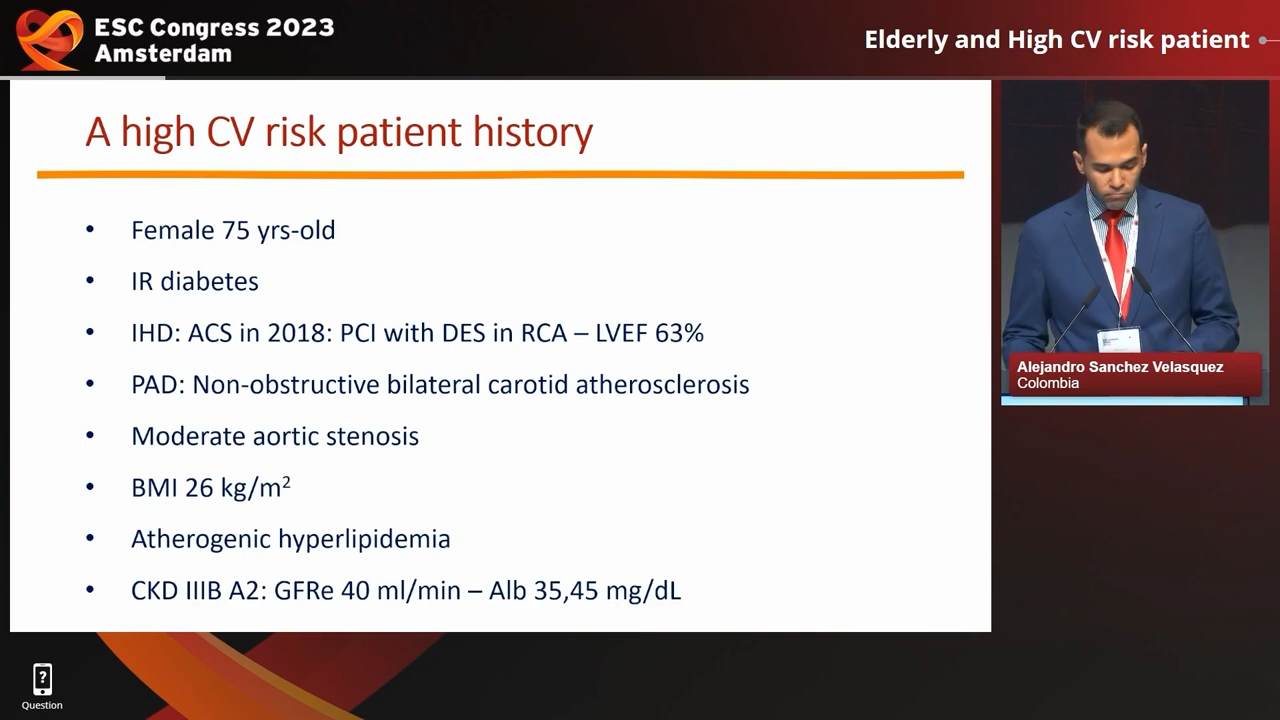 ESC Congress 2023
Amsterdam
Elderly and High CV risk patient
A high CV risk patient history
• Female 75 yrs-old
• IR diabetes
• IHD: ACS in 2018: PCI with DES in RCA – LVEF 63%
• PAD: Non-obstructive bilateral carotid atherosclerosis
• Moderate aortic stenosis
• BMI 26 kg/m²
• Atherogenic hyperlipidemia
• CKD IIIB A2: GFRe 40 ml/min – Alb 35,45 mg/dL
Alejandro Sanchez Velasquez
Colombia
?
Question